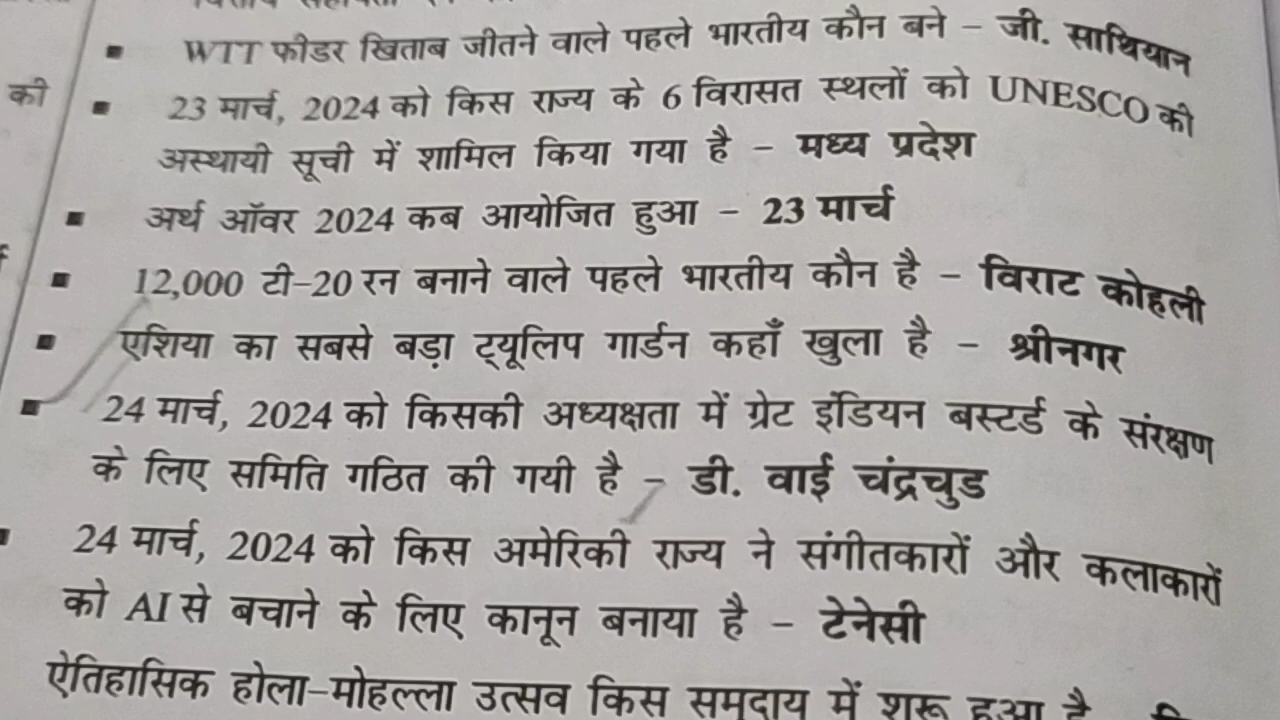 WTT फीडर खिताब जीतने वाले पहले भारतीय कौन बने – जी. साथियान
की
23 मार्च, 2024 को किस राज्य के 6 विरासत स्थलों को UNESCO की
अस्थायी सूची में शामिल किया गया है – मध्य प्रदेश
अर्थ ऑवर 2024 कब आयोजित हुआ – 23 मार्च
12,000 टी–20 रन बनाने वाले पहले भारतीय कौन है – विराट कोहली
एशिया का सबसे बड़ा ट्यूलिप गार्डन कहाँ खुला है – श्रीनगर
24 मार्च, 2024 को किसकी अध्यक्षता में ग्रेट इंडियन बस्टर्ड के संरक्षण
के लिए समिति गठित की गयी है – डी. वाई चंद्रचुड
24 मार्च, 2024 को किस अमेरिकी राज्य ने संगीतकारों और कलाकारों
को AI से बचाने के लिए कानून बनाया है – टेनेसी
ऐतिहासिक होला–मोहल्ला उत्सव किस समुदाय में शुरू हुआ है